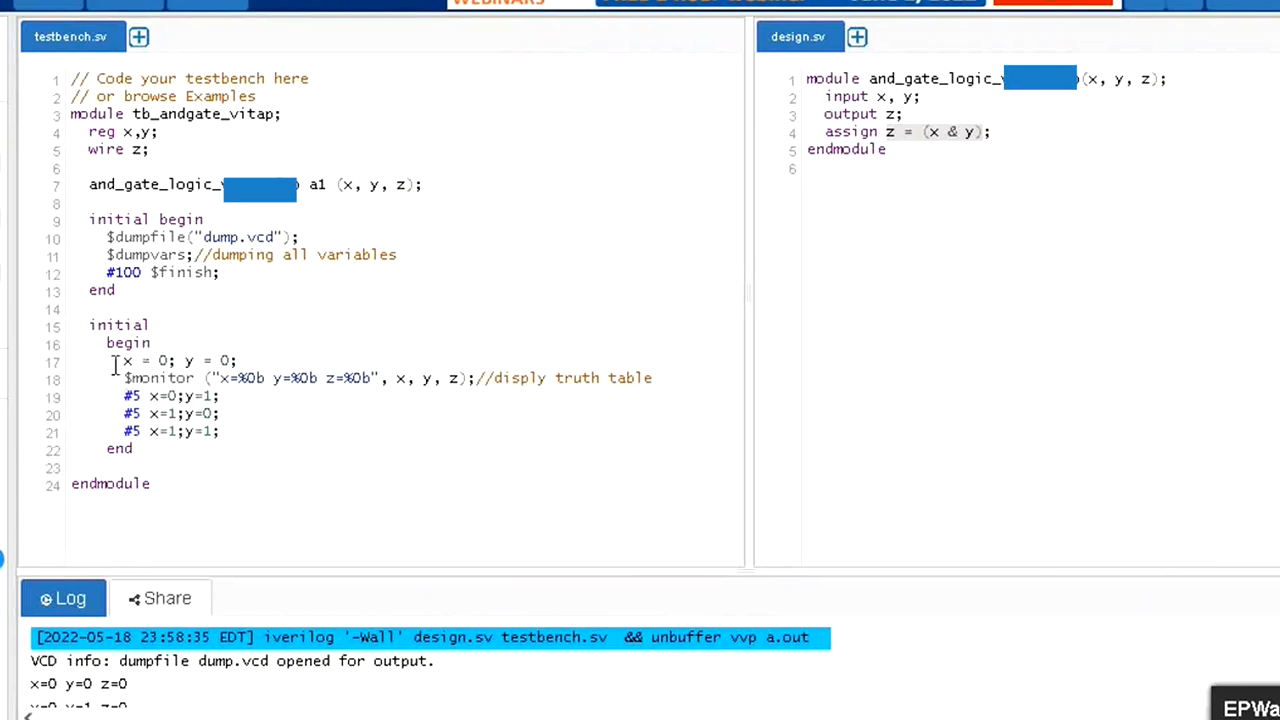 WEBINARS
testbench.sv
1 // Code your testbench here
2 // or browse Examples
3 module tb_andgate_vitap;
4 reg x,y;
5 wire z;
6
7 and_gate_logic_ a1 (x, y, z);
8
9 initial begin
10 $dumpfile("dump.vcd");
11 $dumpvars;//dumping all variables
12 #100 $finish;
13 end
14
15 initial
16 begin
17 x = 0; y = 0;
18 $monitor ("x=%0b y=%0b z=%0b", x, y, z);//disply truth table
19 #5 x=0;y=1;
20 #5 x=1;y=0;
21 #5 x=1;y=1;
22 end
23
24 endmodule
design.sv
1 module and_gate_logic_ (x, y, z);
2 input x, y;
3 output z;
4 assign z = (x & y);
5 endmodule
6
Log
Share
[2022-05-18 23:58:35 EDT] iverilog '-Wall' design.sv testbench.sv && unbuffer vvp a.out
VCD info: dumpfile dump.vcd opened for output.
x=0 y=0 z=0
x=0 y=1 z=0
EPWa